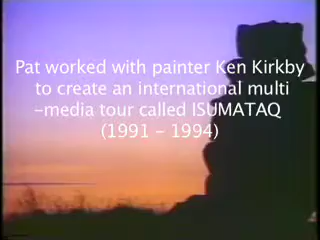 Pat worked with painter Ken Kirkby
to create an international multi
-media tour called ISUMATAQ
(1991 - 1994)